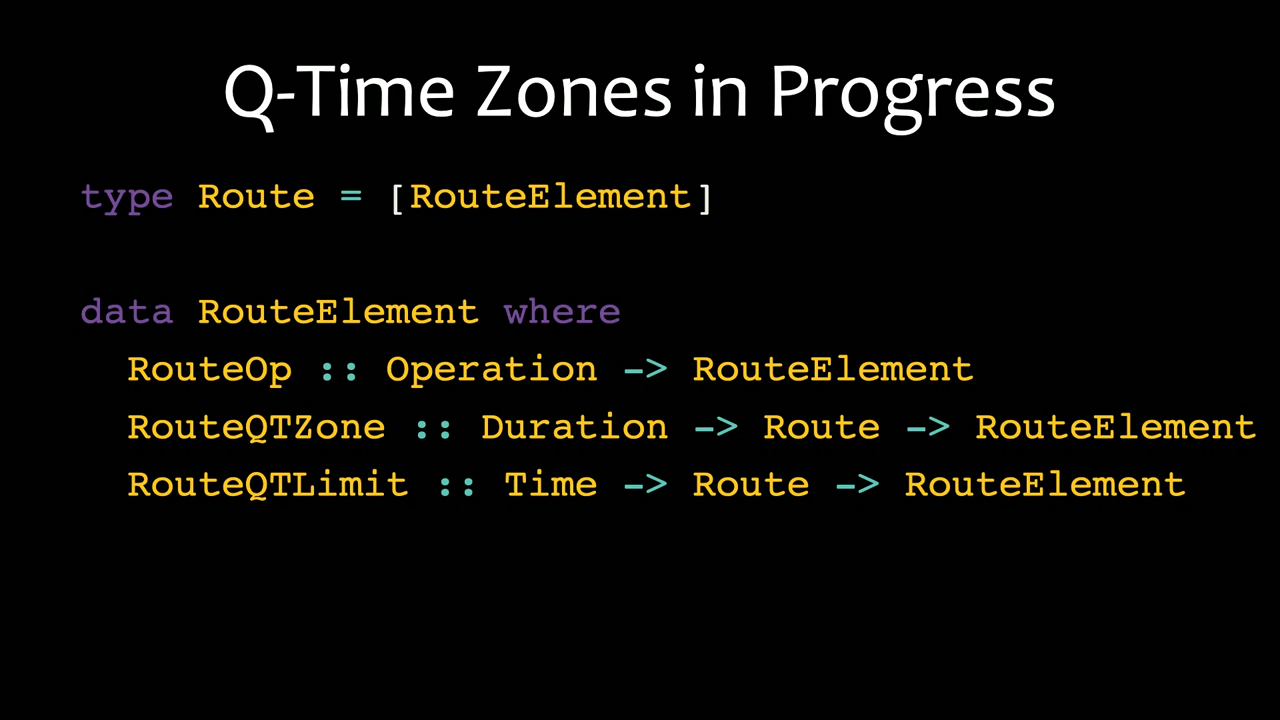 Q-Time Zones in Progress
type Route = [RouteElement]
data RouteElement where
RouteOp :: Operation -> RouteElement
RouteQTZone :: Duration -> Route -> RouteElement
RouteQTLimit :: Time -> Route -> RouteElement